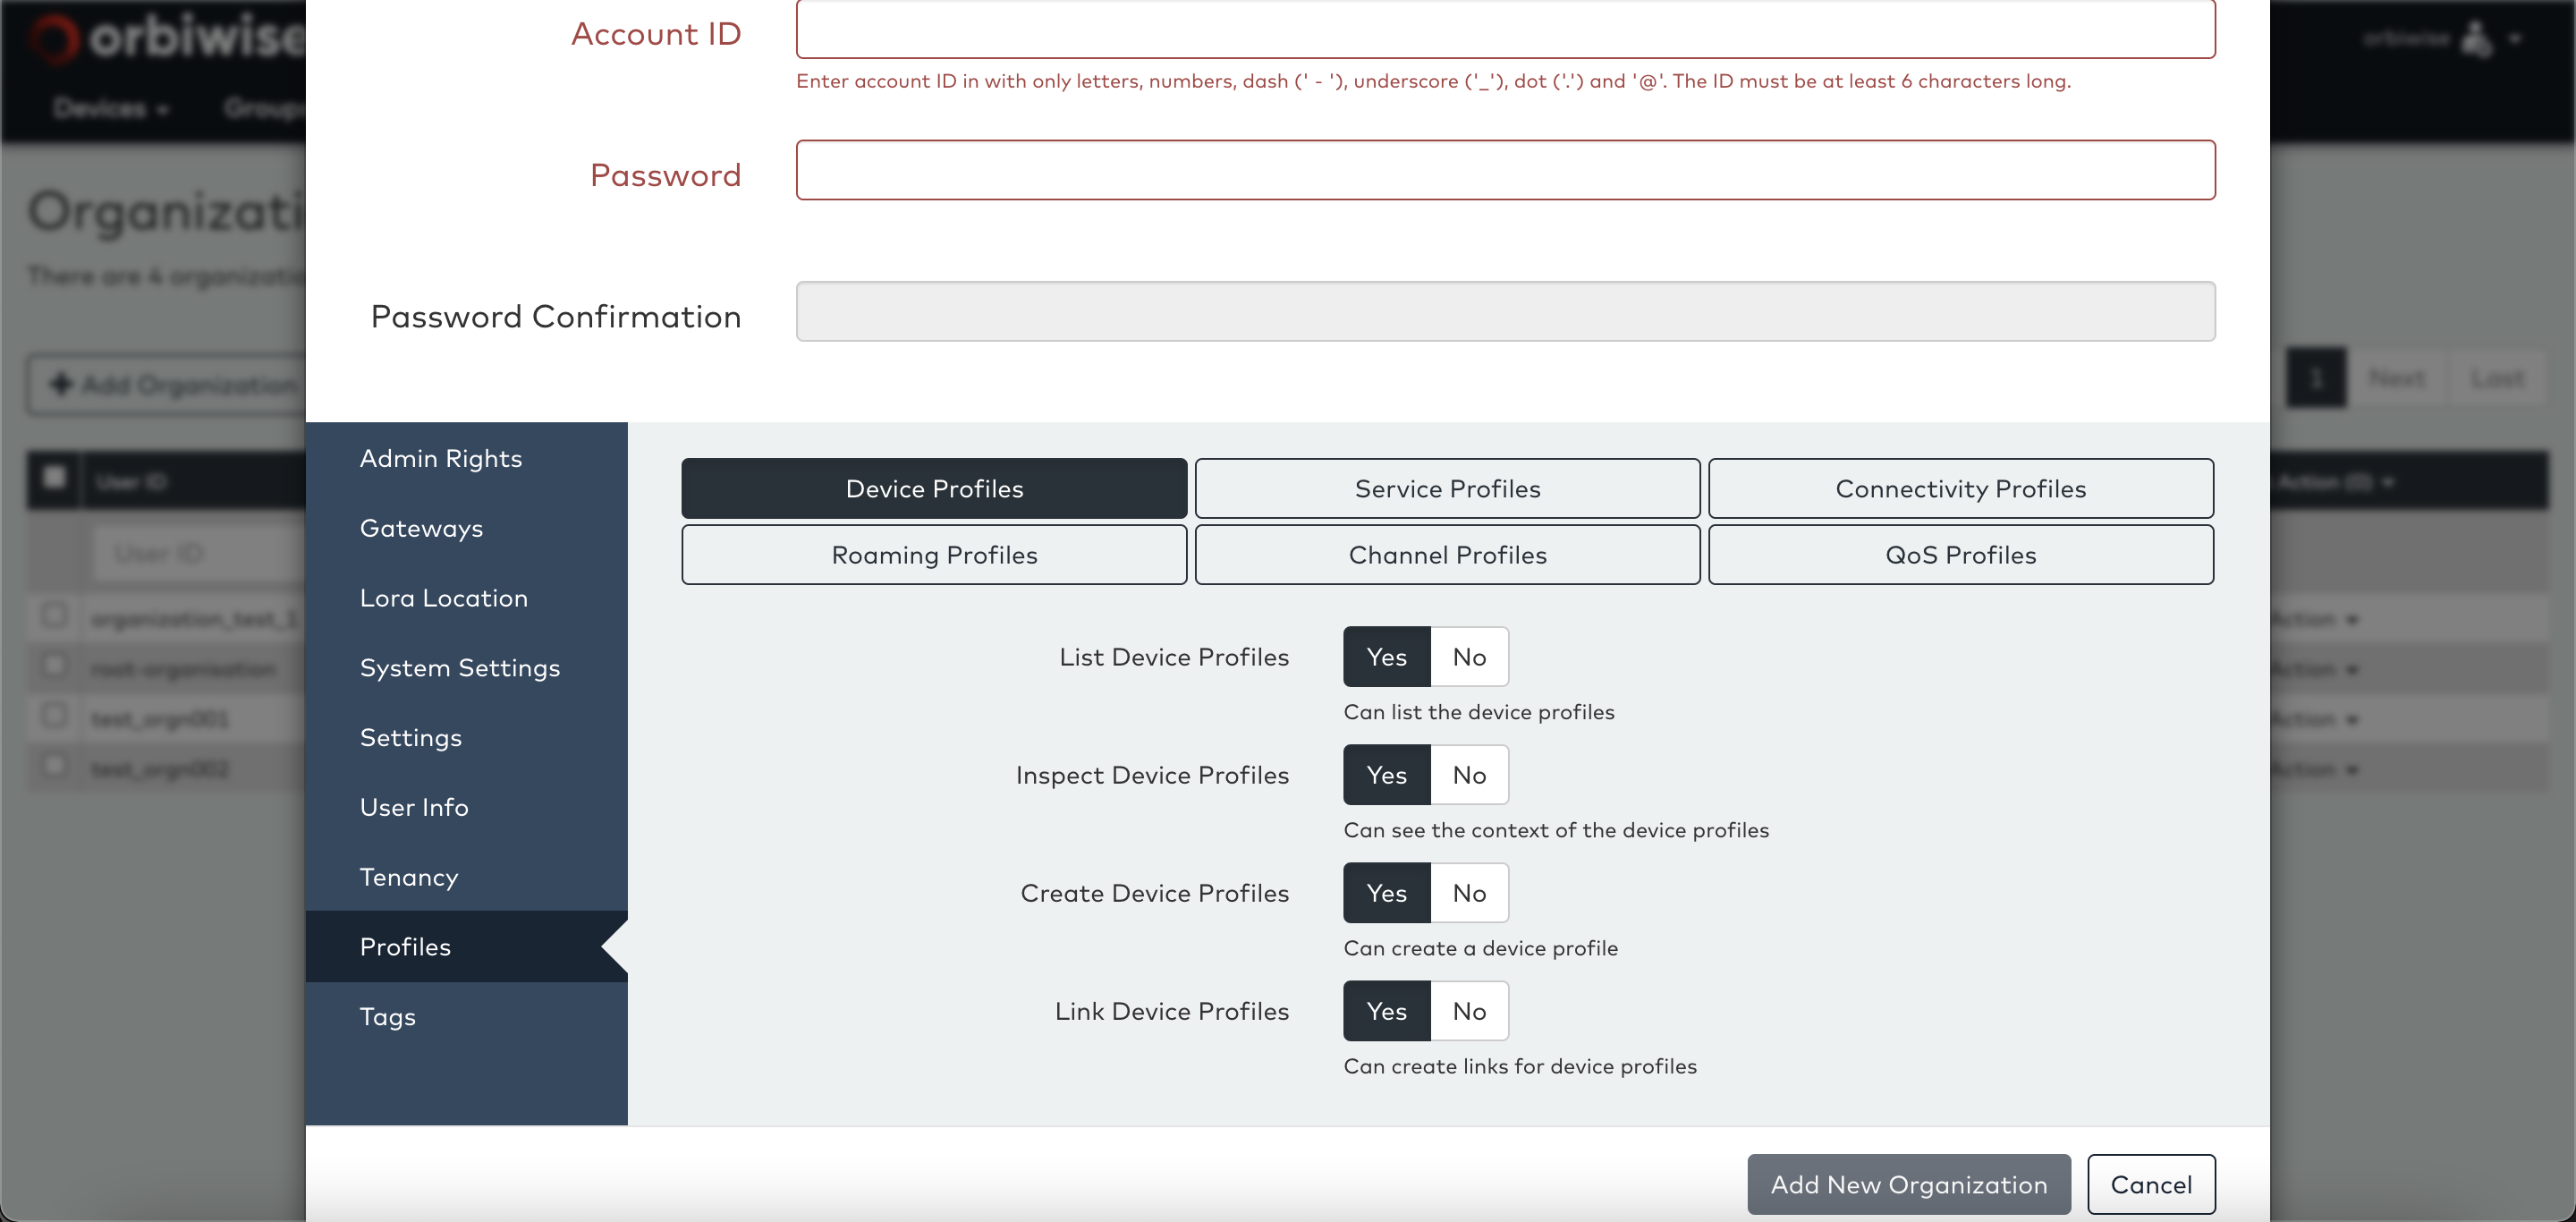 orbiwise
orbiwise
Account ID
Enter account ID in with only letters, numbers, dash (' - '), underscore ('_'), dot ('.') and '@'. The ID must be at least 6 characters long.
Devices
Groups
Password
Organizati
There are 4 organizatio
Password Confirmation
Add Organization
1 Next Last
Admin Rights
Device Profiles Service Profiles Connectivity Profiles
User ID
Action (0)
Gateways
Roaming Profiles Channel Profiles QoS Profiles
User ID
Lora Location
organization_test_1
Action
List Device Profiles Yes No
System Settings
root-organisation
Action
Can list the device profiles
test_orgn001
Action
Settings
Inspect Device Profiles Yes No
test_orgn002
Action
User Info
Can see the context of the device profiles
Tenancy
Create Device Profiles Yes No
Profiles
Can create a device profile
Tags
Link Device Profiles Yes No
Can create links for device profiles
Add New Organization Cancel